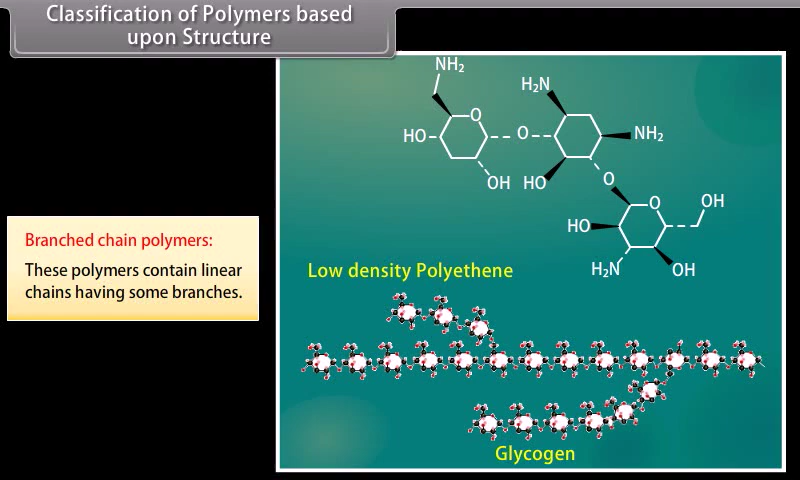 Classification of Polymers based
upon Structure
NH₂
H₂N
O
HO
O
NH₂
OH
HO
O
O
OH
HO
H₂N
OH
Branched chain polymers:
These polymers contain linear
chains having some branches.
Low density Polyethene
Glycogen